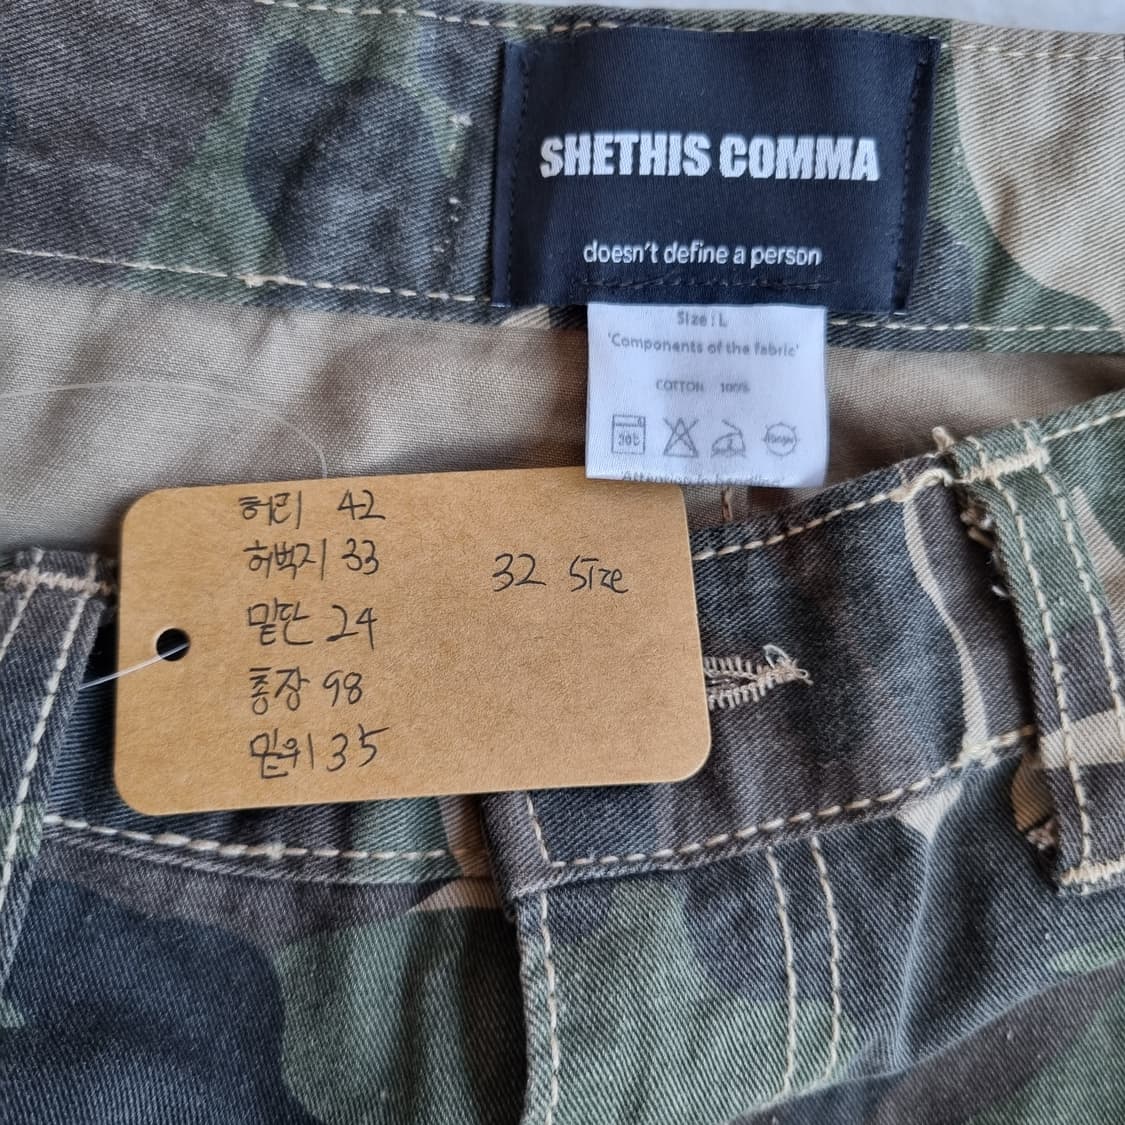 SHETHIS COMMA
doesn't define a person
Size : L
'Components of the fabric'
COTTON 100%
허리 42
허벅지 33
밑단 24
총장 98
밑위 35
32 Size